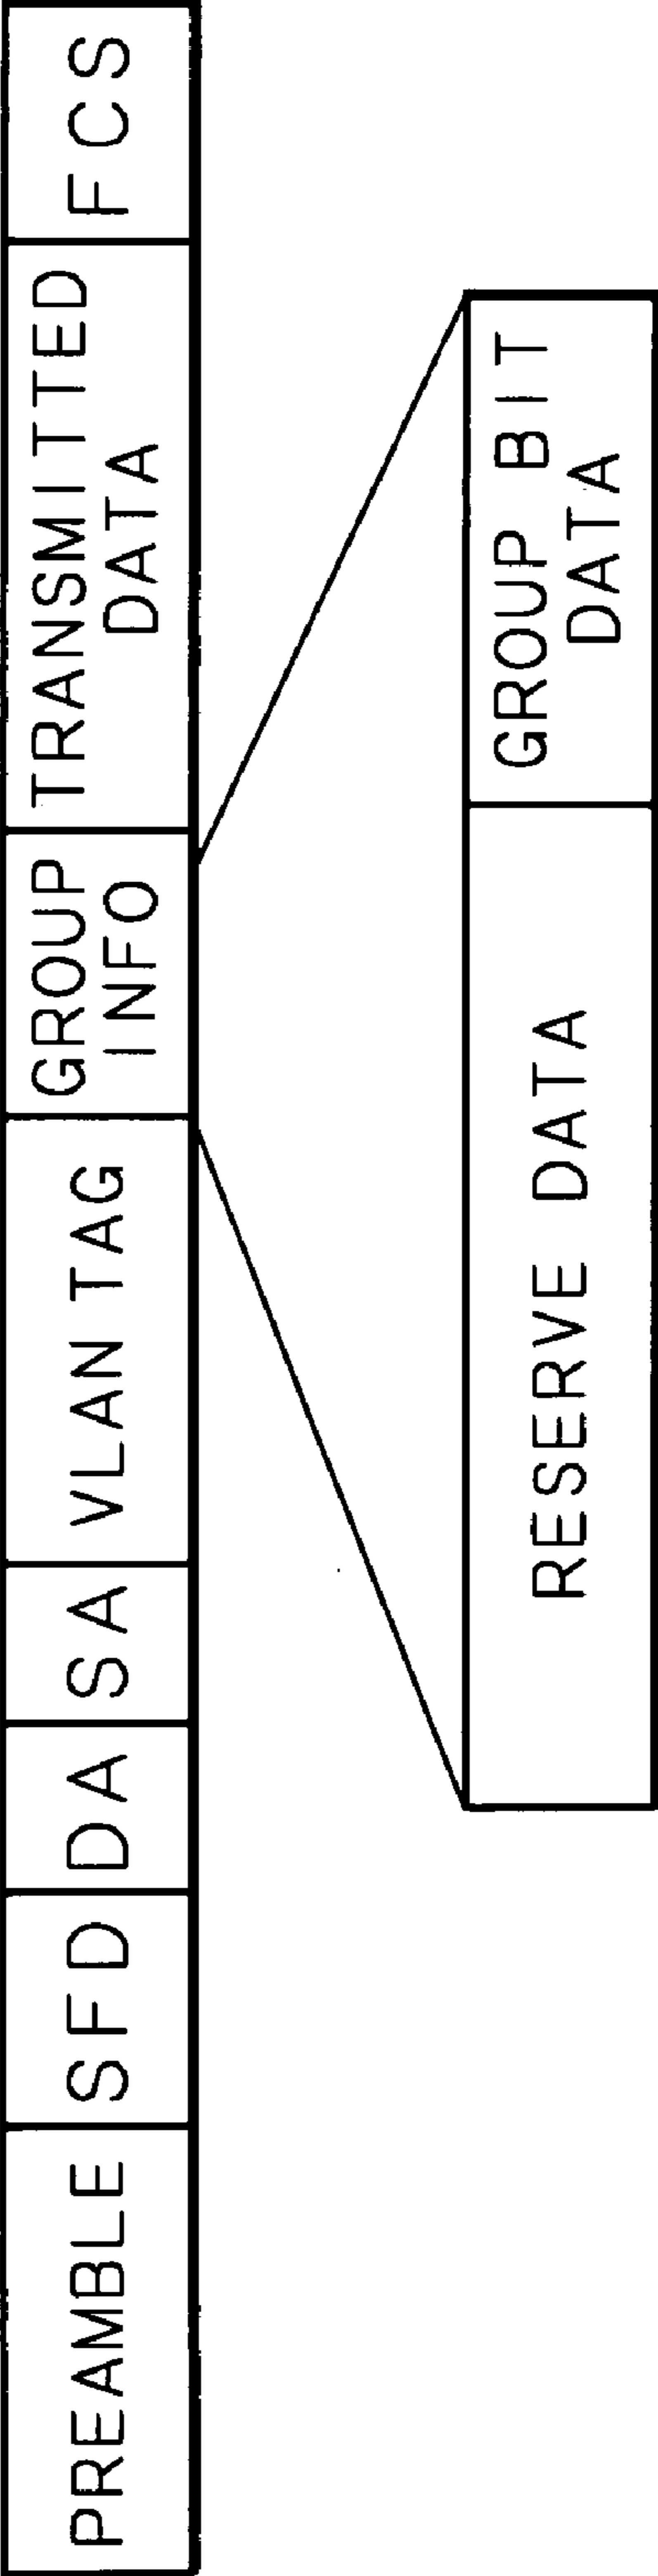 PREAMBLE
SFD
DA
SA
VLAN TAG
GROUP
INFO
TRANSMITTED
DATA
FCS
RESERVE DATA
GROUP BIT
DATA